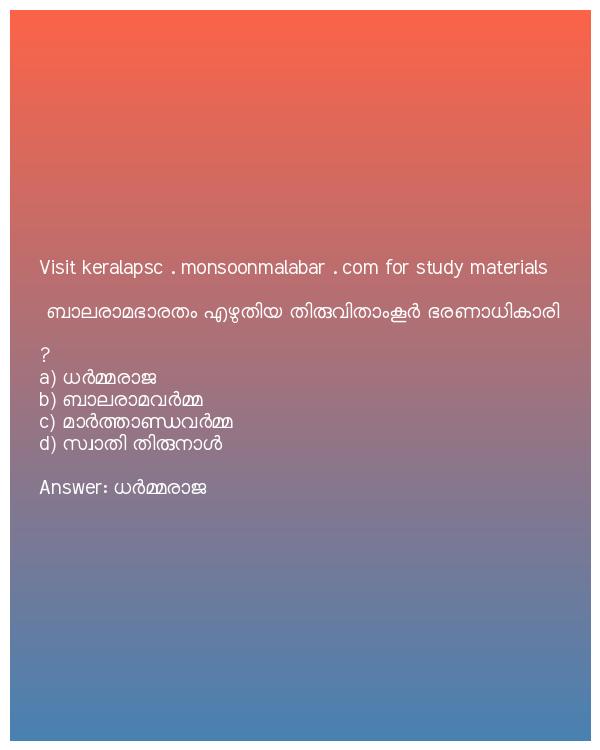 Visit keralapsc . monsoonmalabar . com for study materials
ബാലരാമഭാരതം എഴുതിയ തിരുവിതാംകൂർ ഭരണാധികാരി
?
a) ധർമ്മരാജ
b) ബാലരാമവർമ്മ
c) മാർത്താണ്ഡവർമ്മ
d) സ്വാതി തിരുനാൾ
Answer: ധർമ്മരാജ